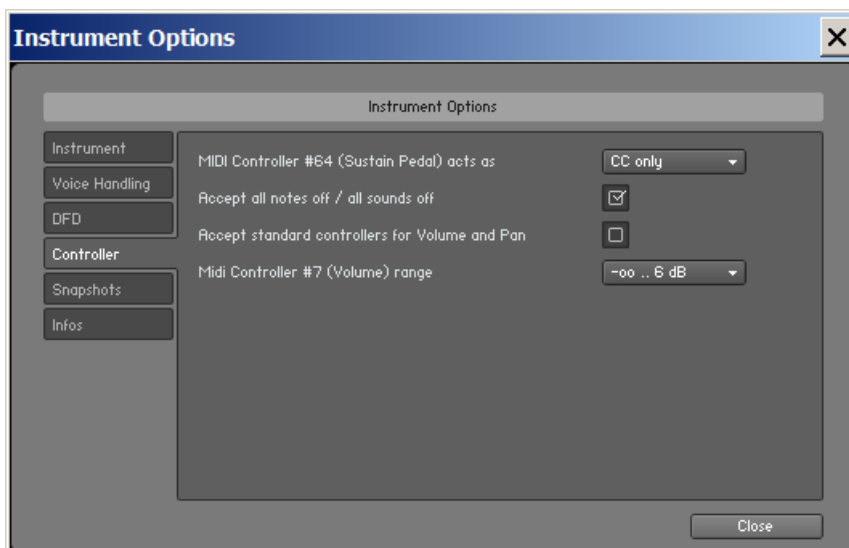 Instrument Options
Instrument Options
Instrument
Voice Handling
DFD
Controller
Snapshots
Infos
MIDI Controller #64 (Sustain Pedal) acts as CC only
Accept all notes off / all sounds off
Accept standard controllers for Volume and Pan
Midi Controller #7 (Volume) range -oo .. 6 dB
Close